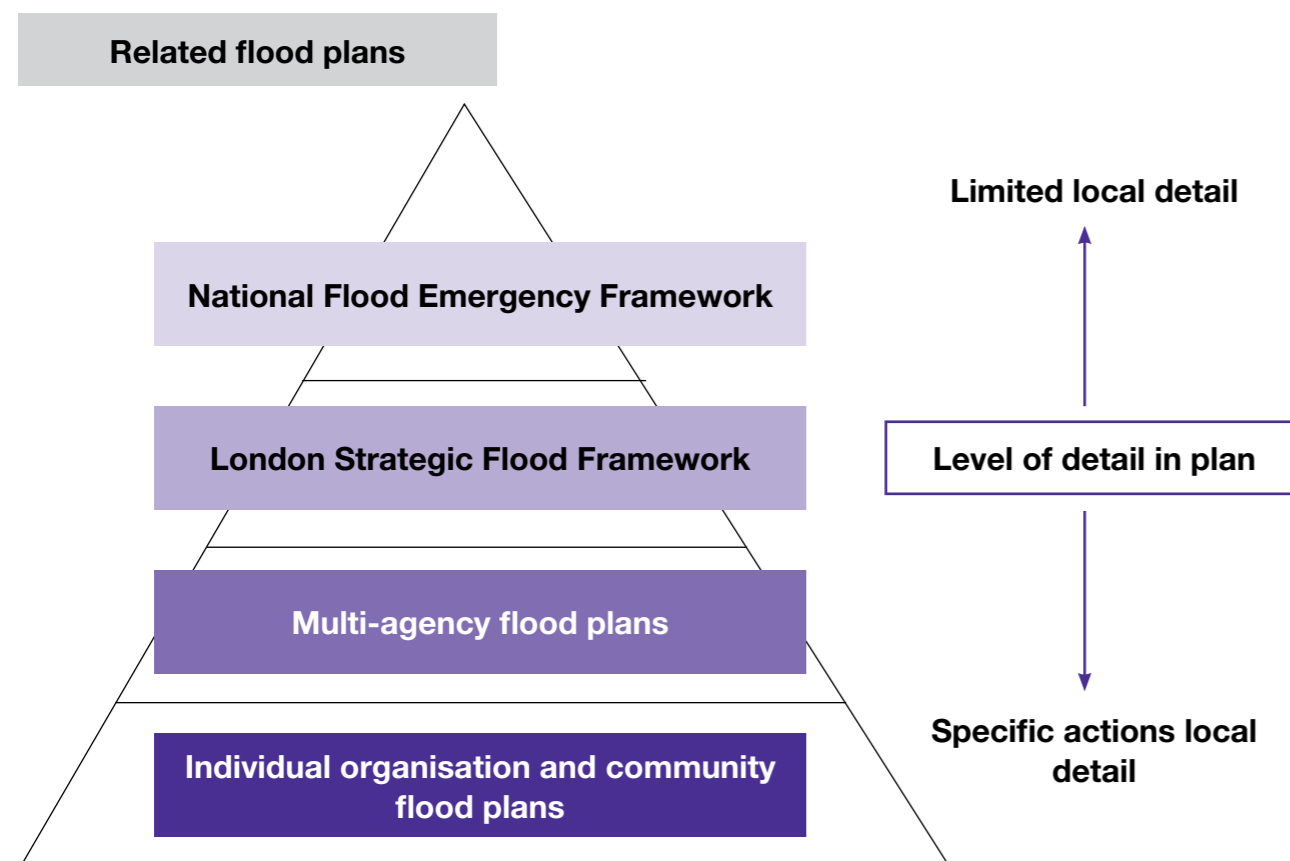 Related flood plans
Limited local detail
National Flood Emergency Framework
London Strategic Flood Framework
Level of detail in plan
Multi-agency flood plans
Specific actions local
detail
Individual organisation and community
flood plans